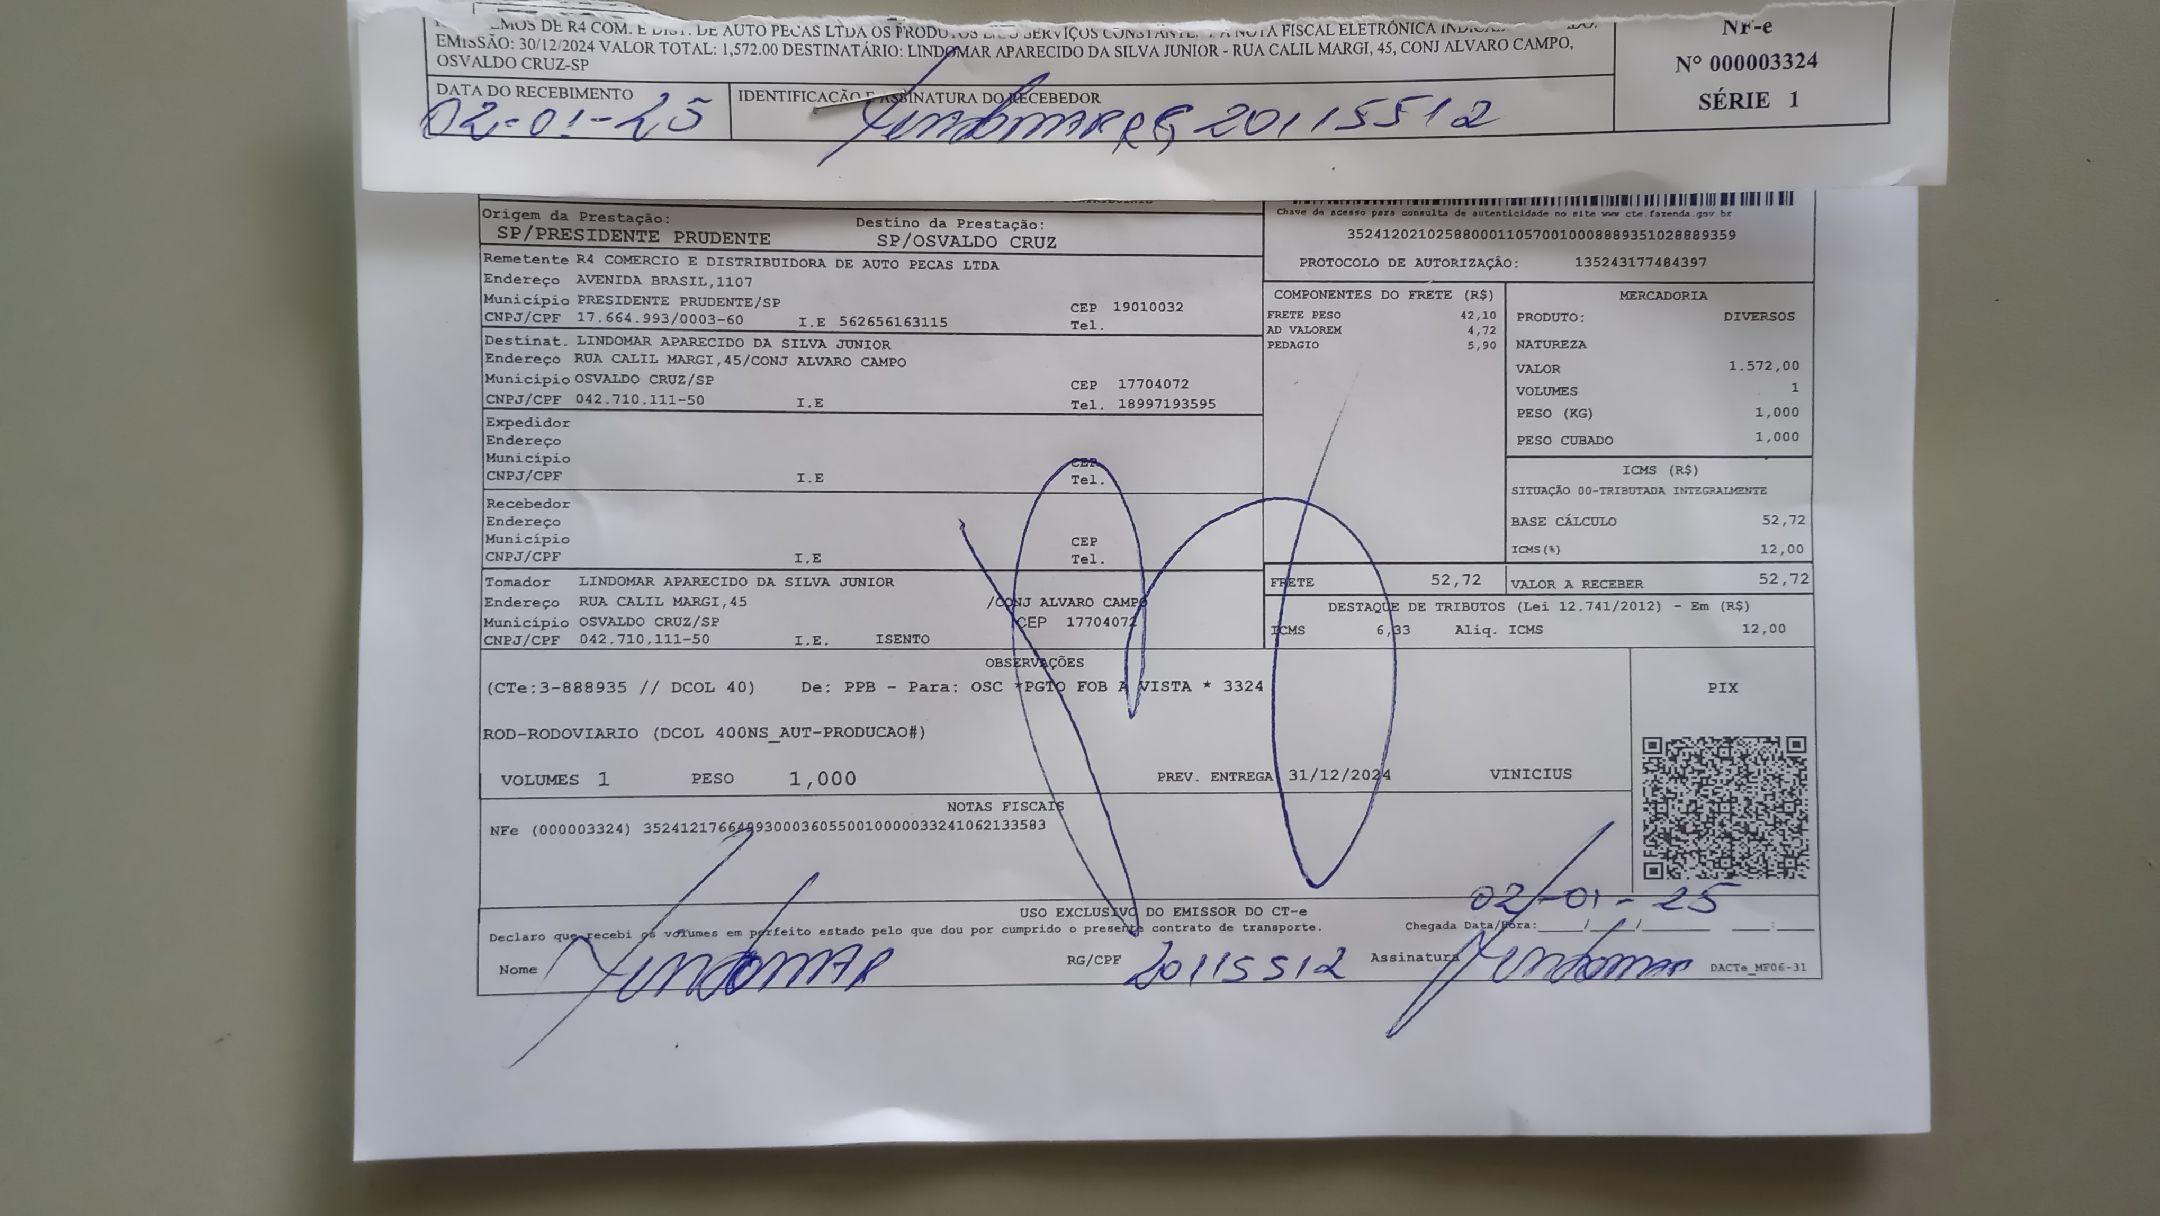 EMOS DE R4 COM. E DIST. DE AUTO PECAS LTDA OS PRODUTOS SERVIÇOS A NOTA FISCAL ELETRÔNICA
EMISSÃO: 30/12/2024 VALOR TOTAL: 1,572.00 DESTINATÁRIO: LINDOMAR APARECIDO DA SILVA JUNIOR - RUA CALIL MARGI, 45, CONJ ALVARO CAMPO,
OSVALDO CRUZ-SP
NF-e
Nº 000003324
SÉRIE 1
DATA DO RECEBIMENTO
IDENTIFICAÇÃO E ASSINATURA DO RECEBEDOR
02-01-25
Lindomar RG 20115512
Origem da Prestação:
SP/PRESIDENTE PRUDENTE
Destino da Prestação:
SP/OSVALDO CRUZ
Chave de acesso para consulta de autenticidade no site www cte.fazenda.gov br
35241202102588000110570010008889351028889359
PROTOCOLO DE AUTORIZAÇÃO: 135243177484397
Remetente R4 COMERCIO E DISTRIBUIDORA DE AUTO PECAS LTDA
Endereço AVENIDA BRASIL,1107
Município PRESIDENTE PRUDENTE/SP CEP 19010032
CNPJ/CPF 17.664.993/0003-60 I.E 562656163115 Tel.
Destinat. LINDOMAR APARECIDO DA SILVA JUNIOR
Endereço RUA CALIL MARGI,45/CONJ ALVARO CAMPO
Município OSVALDO CRUZ/SP CEP 17704072
CNPJ/CPF 042.710.111-50 I.E Tel. 18997193595
Expedidor
Endereço
Município CEP
CNPJ/CPF I.E Tel.
Recebedor
Endereço
Município CEP
CNPJ/CPF I.E Tel.
Tomador LINDOMAR APARECIDO DA SILVA JUNIOR
Endereço RUA CALIL MARGI,45 /CONJ ALVARO CAMPO
Município OSVALDO CRUZ/SP CEP 17704072
CNPJ/CPF 042.710.111-50 I.E. ISENTO
COMPONENTES DO FRETE (R$)
FRETE PESO 42,10
AD VALOREM 4,72
PEDAGIO 5,90
MERCADORIA
PRODUTO: DIVERSOS
NATUREZA
VALOR 1.572,00
VOLUMES 1
PESO (KG) 1,000
PESO CUBADO 1,000
ICMS (R$)
SITUAÇÃO 00-TRIBUTADA INTEGRALMENTE
BASE CÁLCULO 52,72
ICMS(%) 12,00
FRETE 52,72
VALOR A RECEBER 52,72
DESTAQUE DE TRIBUTOS (Lei 12.741/2012) - Em (R$)
ICMS 6,33 Aliq. ICMS 12,00
OBSERVAÇÕES
(CTe:3-888935 // DCOL 40) De: PPB - Para: OSC *PGTO FOB A VISTA * 3324
ROD-RODOVIARIO (DCOL 400NS_AUT-PRODUCAO#)
VOLUMES 1 PESO 1,000 PREV. ENTREGA 31/12/2024 VINICIUS
PIX
NOTAS FISCAIS
NFe (000003324) 35241217664993000360550010000033241062133583
USO EXCLUSIVO DO EMISSOR DO CT-e
02-01-25
Declaro que recebi os volumes em perfeito estado pelo que dou por cumprido o presente contrato de transporte. Chegada Data/Hora:____/____/______ ___:____
Nome Lindomar RG/CPF 20115512 Assinatura Lindomar DACTe_MF06-31